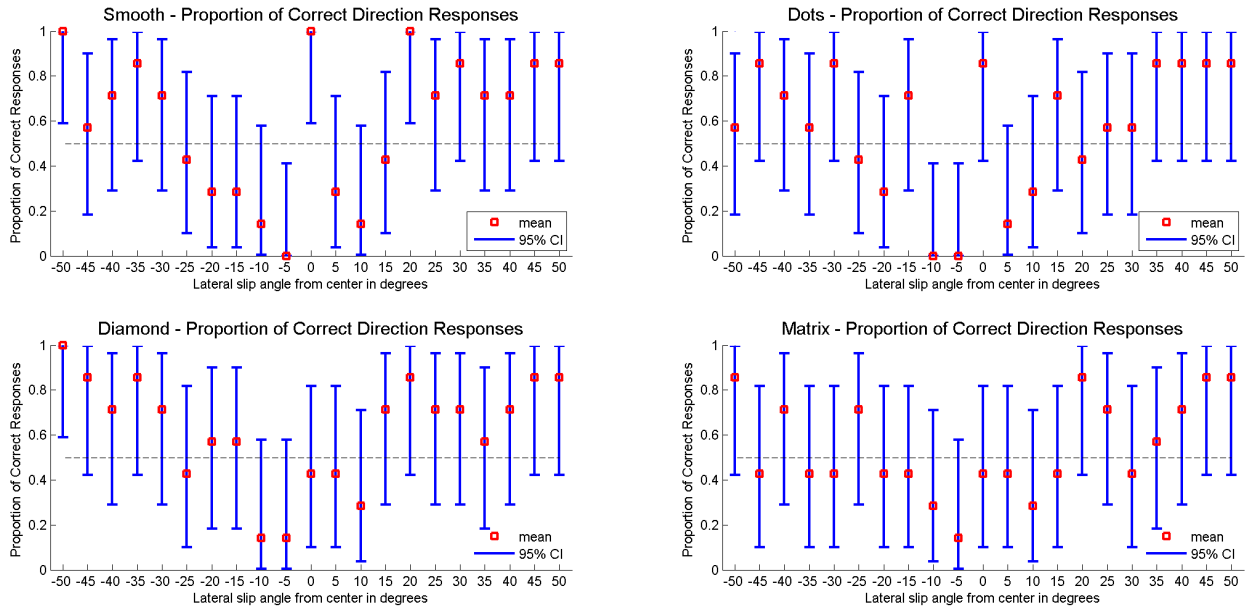 Smooth - Proportion of Correct Direction Responses
Proportion of Correct Responses
1
0.8
0.6
0.4
0.2
0
mean
95% CI
-50 -45 -40 -35 -30 -25 -20 -15 -10 -5 0 5 10 15 20 25 30 35 40 45 50
Lateral slip angle from center in degrees
Dots - Proportion of Correct Direction Responses
Proportion of Correct Responses
1
0.8
0.6
0.4
0.2
0
mean
95% CI
-50 -45 -40 -35 -30 -25 -20 -15 -10 -5 0 5 10 15 20 25 30 35 40 45 50
Lateral slip angle from center in degrees
Diamond - Proportion of Correct Direction Responses
Proportion of Correct Responses
1
0.8
0.6
0.4
0.2
0
mean
95% CI
-50 -45 -40 -35 -30 -25 -20 -15 -10 -5 0 5 10 15 20 25 30 35 40 45 50
Lateral slip angle from center in degrees
Matrix - Proportion of Correct Direction Responses
Proportion of Correct Responses
1
0.8
0.6
0.4
0.2
0
mean
95% CI
-50 -45 -40 -35 -30 -25 -20 -15 -10 -5 0 5 10 15 20 25 30 35 40 45 50
Lateral slip angle from center in degrees